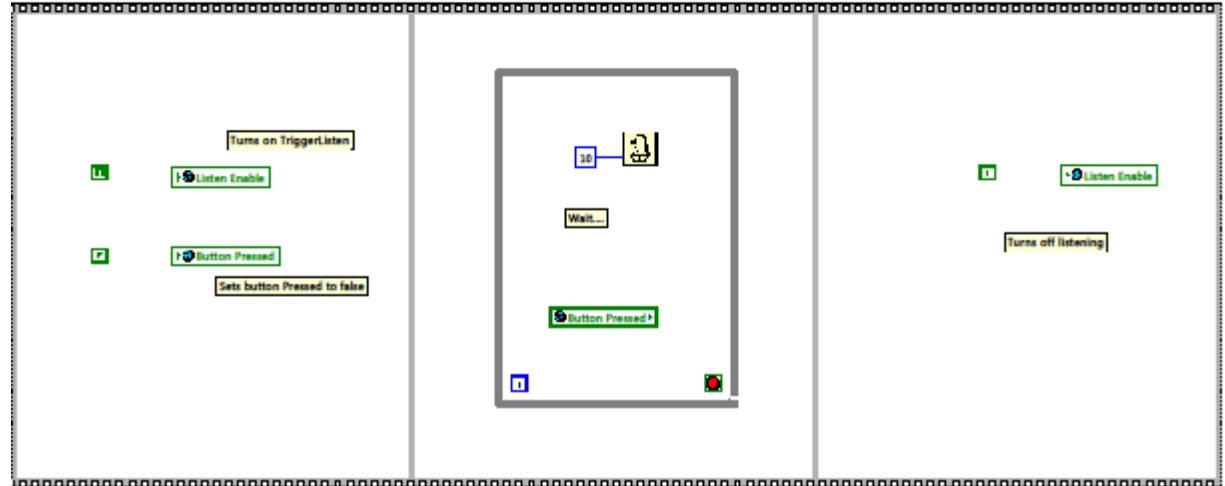 Turns on TriggerListen
Listen Enable
Button Pressed
Sets button Pressed to false
10
Wait...
Button Pressed
i
Listen Enable
Turns off listening